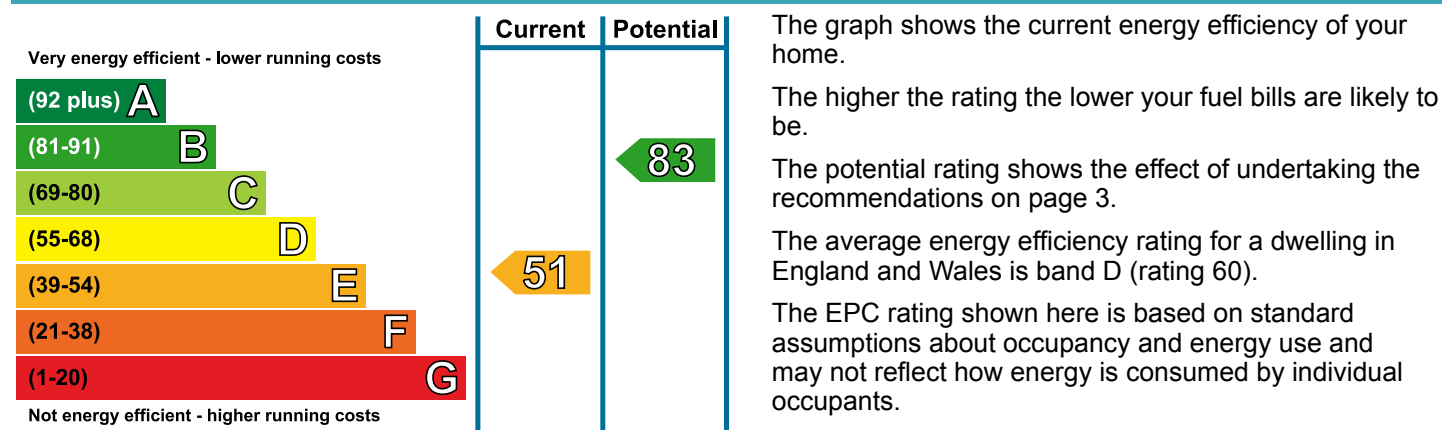 Current Potential
Very energy efficient - lower running costs
(92 plus) A
(81-91) B
83
(69-80) C
(55-68) D
(39-54) E
51
(21-38) F
(1-20) G
Not energy efficient - higher running costs
The graph shows the current energy efficiency of your
home.
The higher the rating the lower your fuel bills are likely to
be.
The potential rating shows the effect of undertaking the
recommendations on page 3.
The average energy efficiency rating for a dwelling in
England and Wales is band D (rating 60).
The EPC rating shown here is based on standard
assumptions about occupancy and energy use and
may not reflect how energy is consumed by individual
occupants.